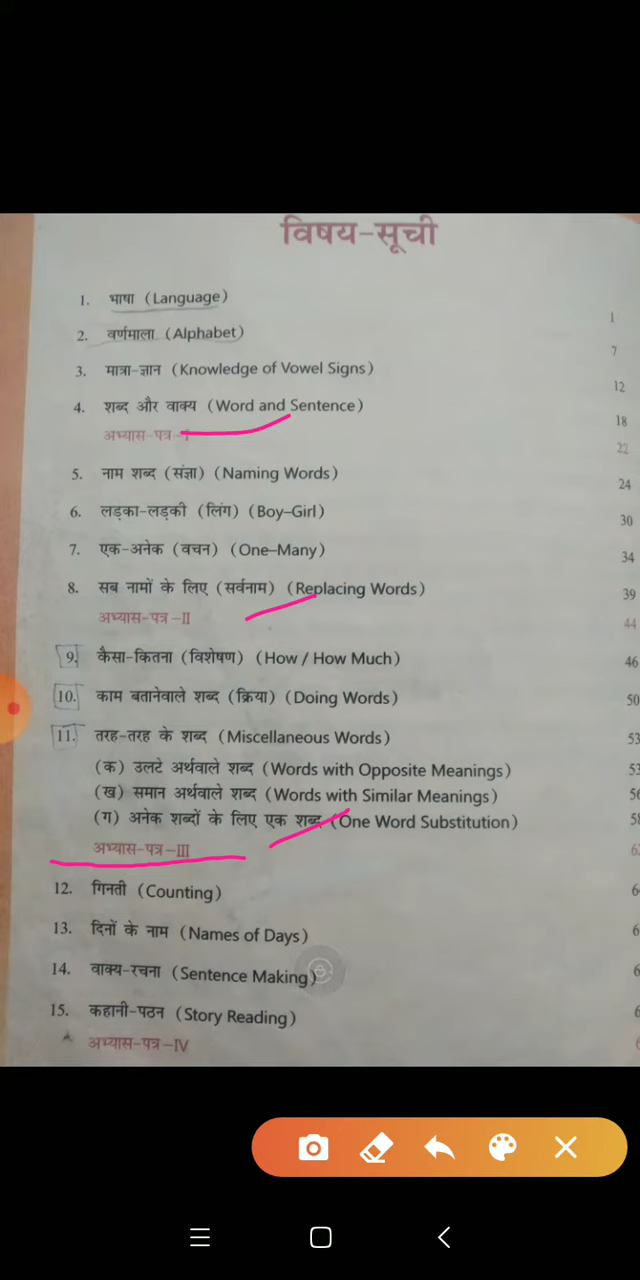 विषय-सूची
1. भाषा (Language) 1
2. वर्णमाला (Alphabet) 7
3. मात्रा-ज्ञान (Knowledge of Vowel Signs) 12
4. शब्द और वाक्य (Word and Sentence) 18
अभ्यास-पत्र-I 22
5. नाम शब्द (संज्ञा) (Naming Words) 24
6. लड़का-लड़की (लिंग) (Boy–Girl) 30
7. एक-अनेक (वचन) (One–Many) 34
8. सब नामों के लिए (सर्वनाम) (Replacing Words) 39
अभ्यास-पत्र-II 44
9. कैसा-कितना (विशेषण) (How / How Much) 46
10. काम बतानेवाले शब्द (क्रिया) (Doing Words) 50
11. तरह-तरह के शब्द (Miscellaneous Words) 53
(क) उलटे अर्थवाले शब्द (Words with Opposite Meanings) 53
(ख) समान अर्थवाले शब्द (Words with Similar Meanings) 56
(ग) अनेक शब्दों के लिए एक शब्द (One Word Substitution) 58
अभ्यास-पत्र-III
12. गिनती (Counting)
13. दिनों के नाम (Names of Days)
14. वाक्य-रचना (Sentence Making)
15. कहानी-पठन (Story Reading)
अभ्यास-पत्र-IV